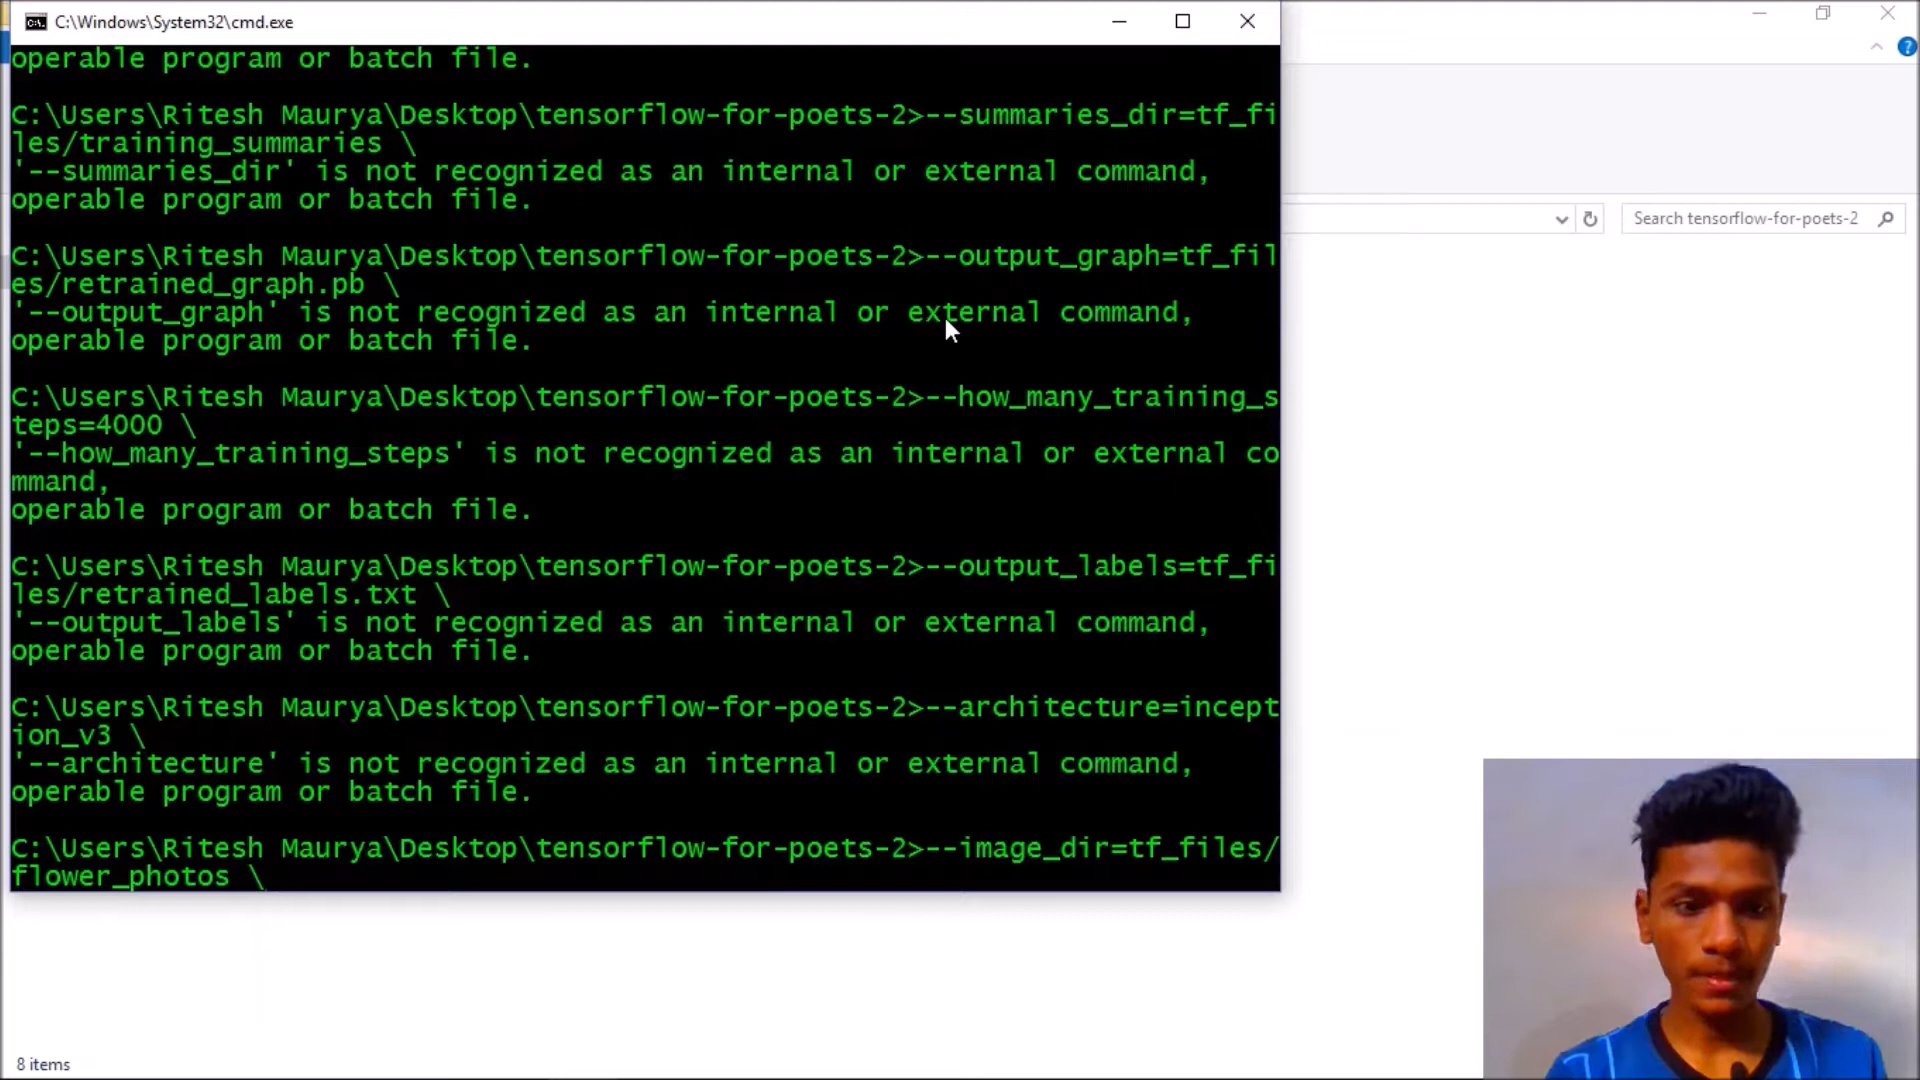 C:\Windows\System32\cmd.exe
operable program or batch file.
C:\Users\Ritesh Maurya\Desktop\tensorflow-for-poets-2>--summaries_dir=tf_fi
les/training_summaries \
'--summaries_dir' is not recognized as an internal or external command,
operable program or batch file.
C:\Users\Ritesh Maurya\Desktop\tensorflow-for-poets-2>--output_graph=tf_fil
es/retrained_graph.pb \
'--output_graph' is not recognized as an internal or external command,
operable program or batch file.
C:\Users\Ritesh Maurya\Desktop\tensorflow-for-poets-2>--how_many_training_s
teps=4000 \
'--how_many_training_steps' is not recognized as an internal or external co
mmand,
operable program or batch file.
C:\Users\Ritesh Maurya\Desktop\tensorflow-for-poets-2>--output_labels=tf_fi
les/retrained_labels.txt \
'--output_labels' is not recognized as an internal or external command,
operable program or batch file.
C:\Users\Ritesh Maurya\Desktop\tensorflow-for-poets-2>--architecture=incept
ion_v3 \
'--architecture' is not recognized as an internal or external command,
operable program or batch file.
C:\Users\Ritesh Maurya\Desktop\tensorflow-for-poets-2>--image_dir=tf_files/
flower_photos \
Search tensorflow-for-poets-2
8 items